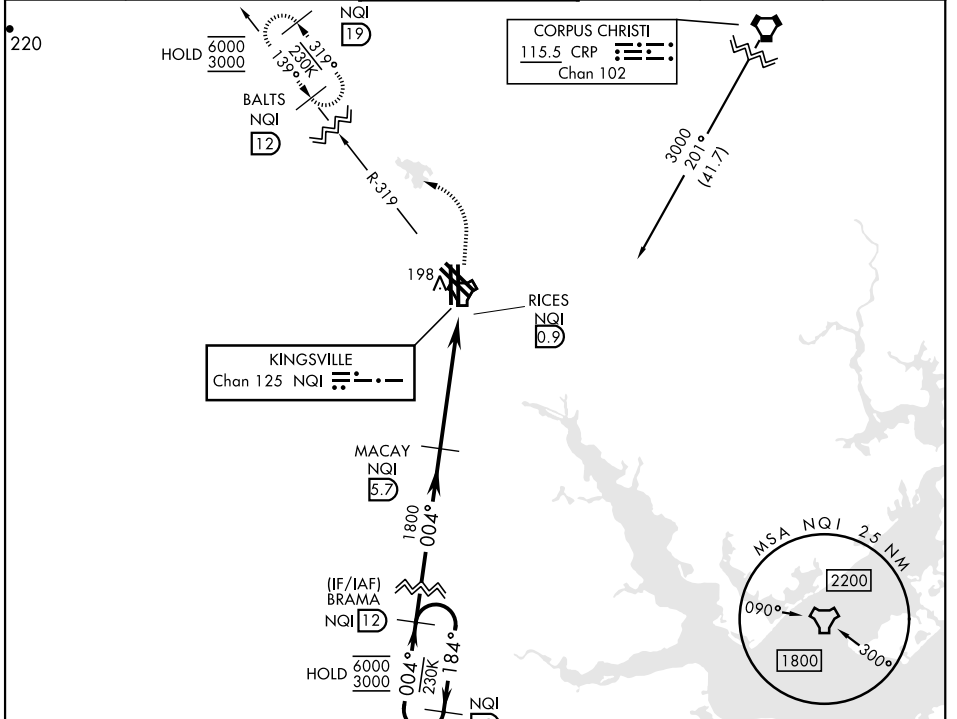 220
NQI
19
HOLD 6000
3000
319°
230K
139°
BALTS
NQI
12
R-319
CORPUS CHRISTI
115.5 CRP
Chan 102
3000
201°
(41.7)
198
RICES
NQI
0.9
KINGSVILLE
Chan 125 NQI
MACAY
NQI
5.7
1800
004°
(IF/IAF)
BRAMA
NQI 12
HOLD 6000
3000
004°
230K
184°
NQI
MSA NQI 25 NM
2200
090°
300°
1800